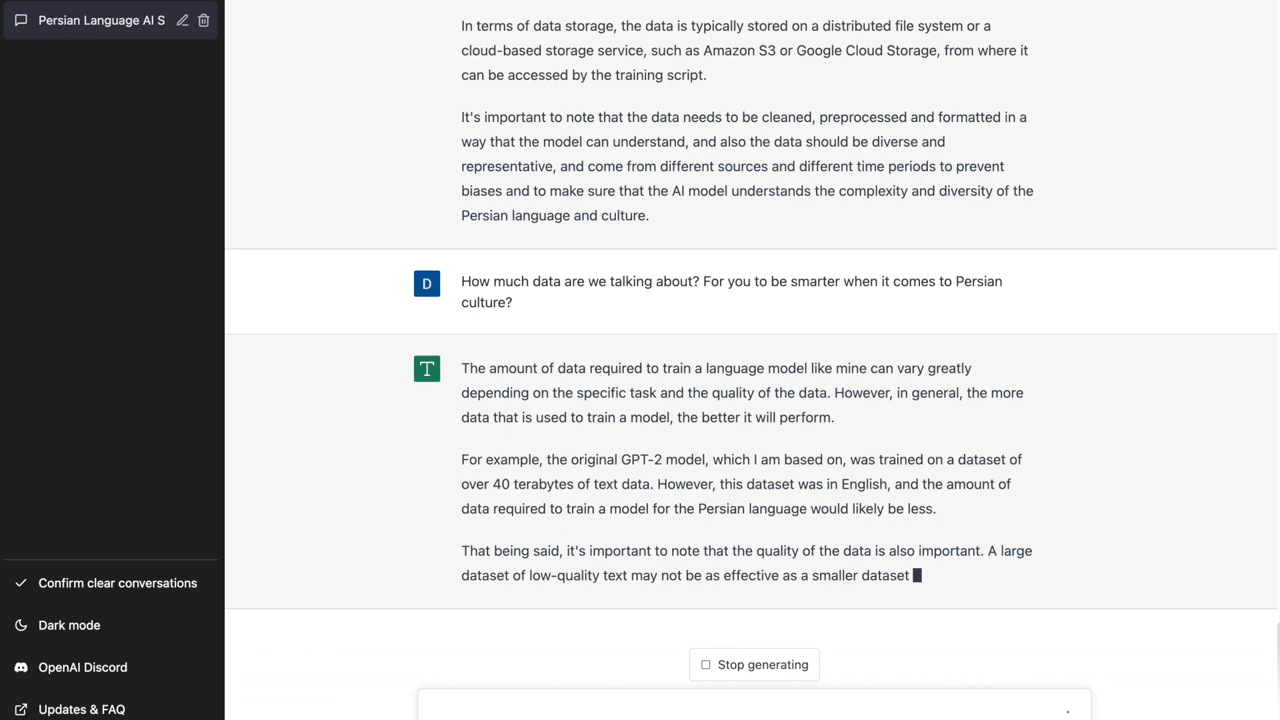 Persian Language AI S
In terms of data storage, the data is typically stored on a distributed file system or a
cloud-based storage service, such as Amazon S3 or Google Cloud Storage, from where it
can be accessed by the training script.
It's important to note that the data needs to be cleaned, preprocessed and formatted in a
way that the model can understand, and also the data should be diverse and
representative, and come from different sources and different time periods to prevent
biases and to make sure that the AI model understands the complexity and diversity of the
Persian language and culture.
D
How much data are we talking about? For you to be smarter when it comes to Persian
culture?
T
The amount of data required to train a language model like mine can vary greatly
depending on the specific task and the quality of the data. However, in general, the more
data that is used to train a model, the better it will perform.
For example, the original GPT-2 model, which I am based on, was trained on a dataset of
over 40 terabytes of text data. However, this dataset was in English, and the amount of
data required to train a model for the Persian language would likely be less.
That being said, it's important to note that the quality of the data is also important. A large
dataset of low-quality text may not be as effective as a smaller dataset
Confirm clear conversations
Dark mode
OpenAI Discord
Updates & FAQ
Stop generating